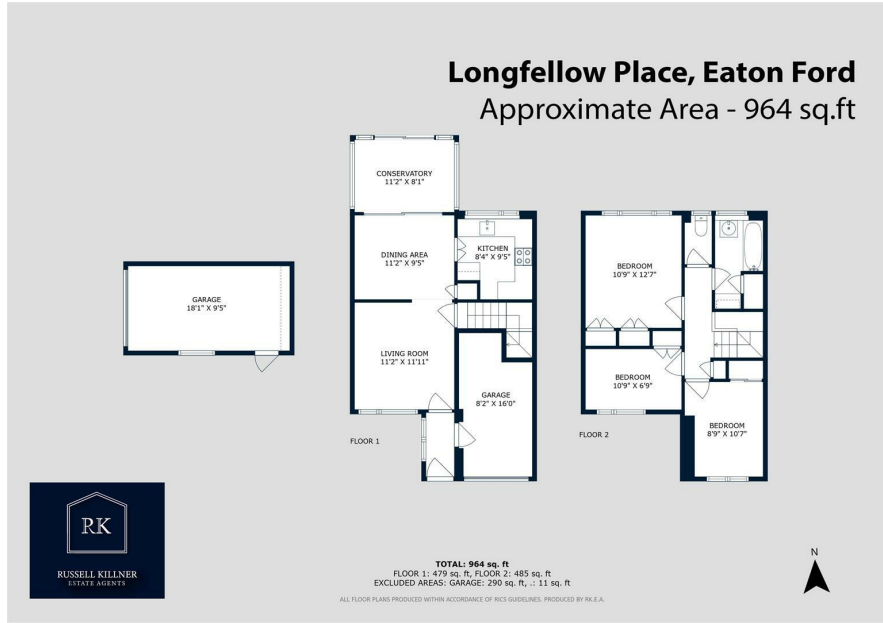 Longfellow Place, Eaton Ford
Approximate Area - 964 sq.ft
CONSERVATORY
11'2" X 8'1"
DINING AREA
11'2" X 9'5"
KITCHEN
8'4" X 9'5"
BEDROOM
10'9" X 12'7"
GARAGE
18'1" X 9'5"
LIVING ROOM
11'2" X 11'11"
GARAGE
8'2" X 16'0"
BEDROOM
10'9" X 6'9"
BEDROOM
8'9" X 10'7"
FLOOR 1
FLOOR 2
RK
RUSSELL KILLNER
ESTATE AGENTS
TOTAL: 964 sq. ft
FLOOR 1: 479 sq. ft, FLOOR 2: 485 sq. ft
EXCLUDED AREAS: GARAGE: 290 sq. ft, .: 11 sq. ft
ALL FLOOR PLANS PRODUCED WITHIN ACCORDANCE OF RICS GUIDELINES. PRODUCED BY RK.E.A.
N